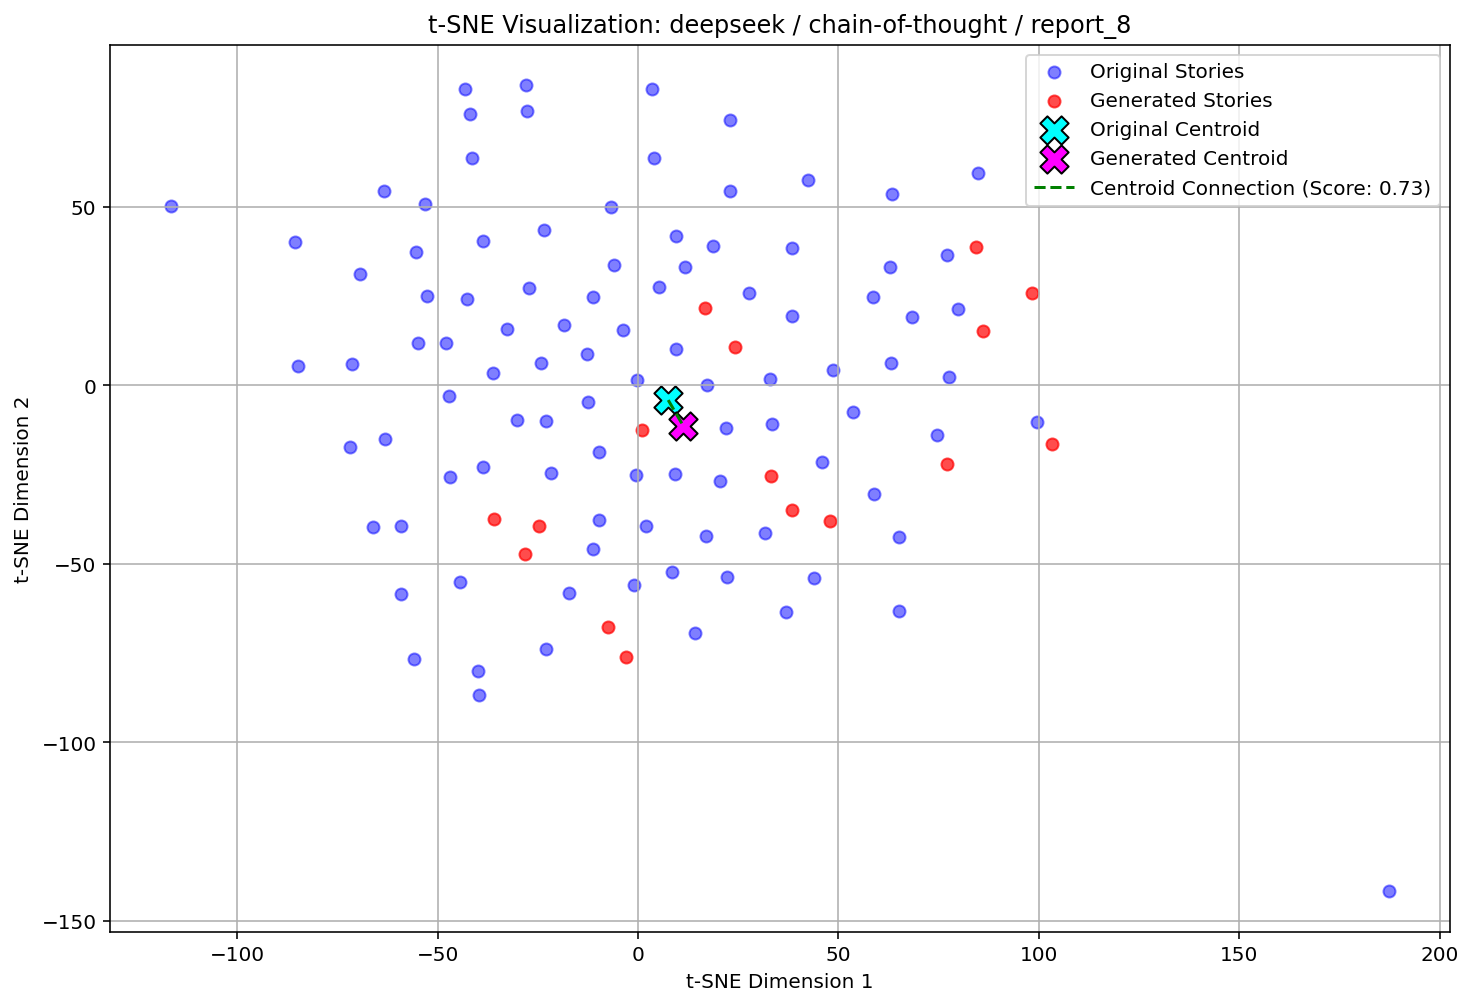 t-SNE Visualization: deepseek / chain-of-thought / report_8
Original Stories
Generated Stories
Original Centroid
Generated Centroid
Centroid Connection (Score: 0.73)
t-SNE Dimension 2
50
0
−50
−100
−150
−100
−50
0
50
100
150
200
t-SNE Dimension 1